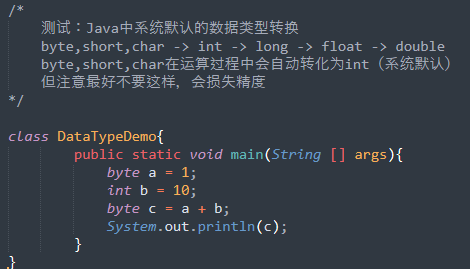 /*
测试：Java中系统默认的数据类型转换
byte,short,char -> int -> long -> float -> double
byte,short,char在运算过程中会自动转化为int（系统默认）
但注意最好不要这样，会损失精度
*/
class DataTypeDemo{
public static void main(String [] args){
byte a = 1;
int b = 10;
byte c = a + b;
System.out.println(c);
}
}